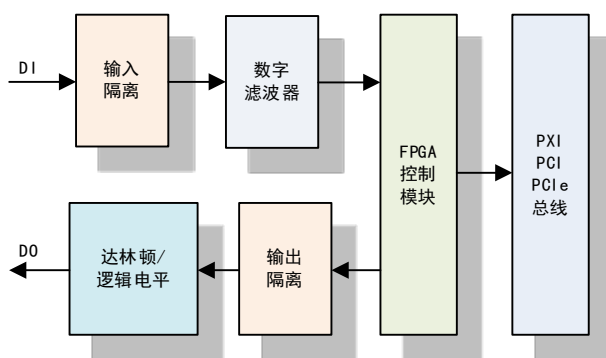 DI
输入
隔离
数字
滤波器
FPGA
控制
模块
PXI
PCI
PCIe
总线
DO
达林顿/
逻辑电平
输出
隔离